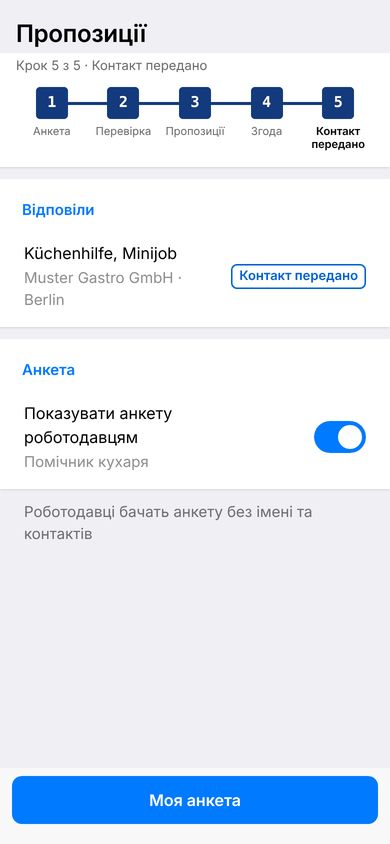 Пропозиції
Крок 5 з 5 · Контакт передано
1 2 3 4 5
Анкета Перевірка Пропозиції Згода Контакт
передано
Відповіли
Küchenhilfe, Minijob
Muster Gastro GmbH ·
Berlin
Контакт передано
Анкета
Показувати анкету
роботодавцям
Помічник кухаря
Роботодавці бачать анкету без імені та
контактів
Моя анкета